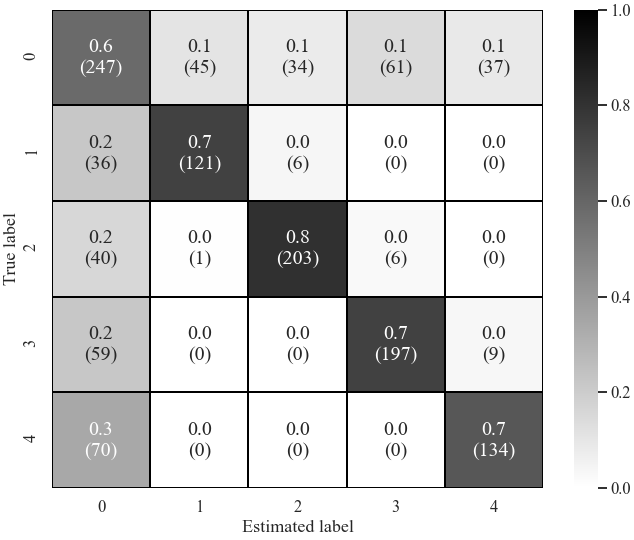 1.0
0.6 0.1 0.1 0.1 0.1
0 (247) (45) (34) (61) (37)
0.8
0.2 0.7 0.0 0.0 0.0
1 (36) (121) (6) (0) (0)
0.6
True label
0.2 0.0 0.8 0.0 0.0
2 (40) (1) (203) (6) (0)
0.4
0.2 0.0 0.0 0.7 0.0
3 (59) (0) (0) (197) (9)
0.2
0.3 0.0 0.0 0.0 0.7
4 (70) (0) (0) (0) (134)
0.0
0 1 2 3 4
Estimated label